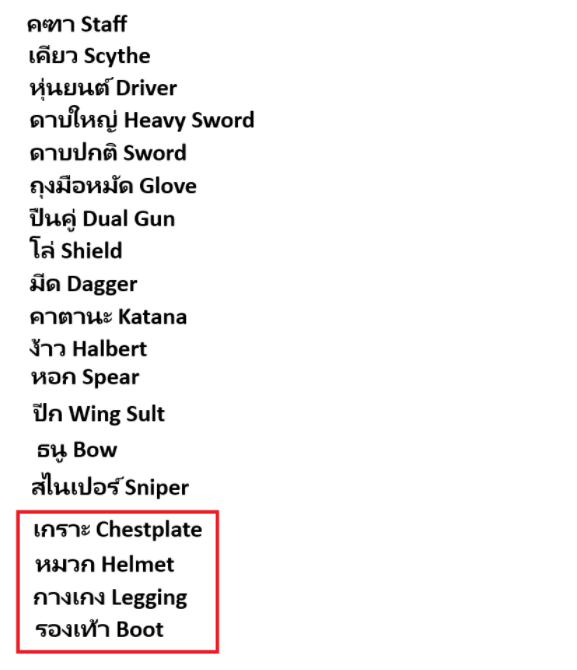 คฑา Staff
เคียว Scythe
หุ่นยนต์ Driver
ดาบใหญ่ Heavy Sword
ดาบปกติ Sword
ถุงมือหมัด Glove
ปืนคู่ Dual Gun
โล่ Shield
มีด Dagger
คาตานะ Katana
ง้าว Halbert
หอก Spear
ปีก Wing Sult
ธนู Bow
สไนเปอร์ Sniper
เกราะ Chestplate
หมวก Helmet
กางเกง Legging
รองเท้า Boot